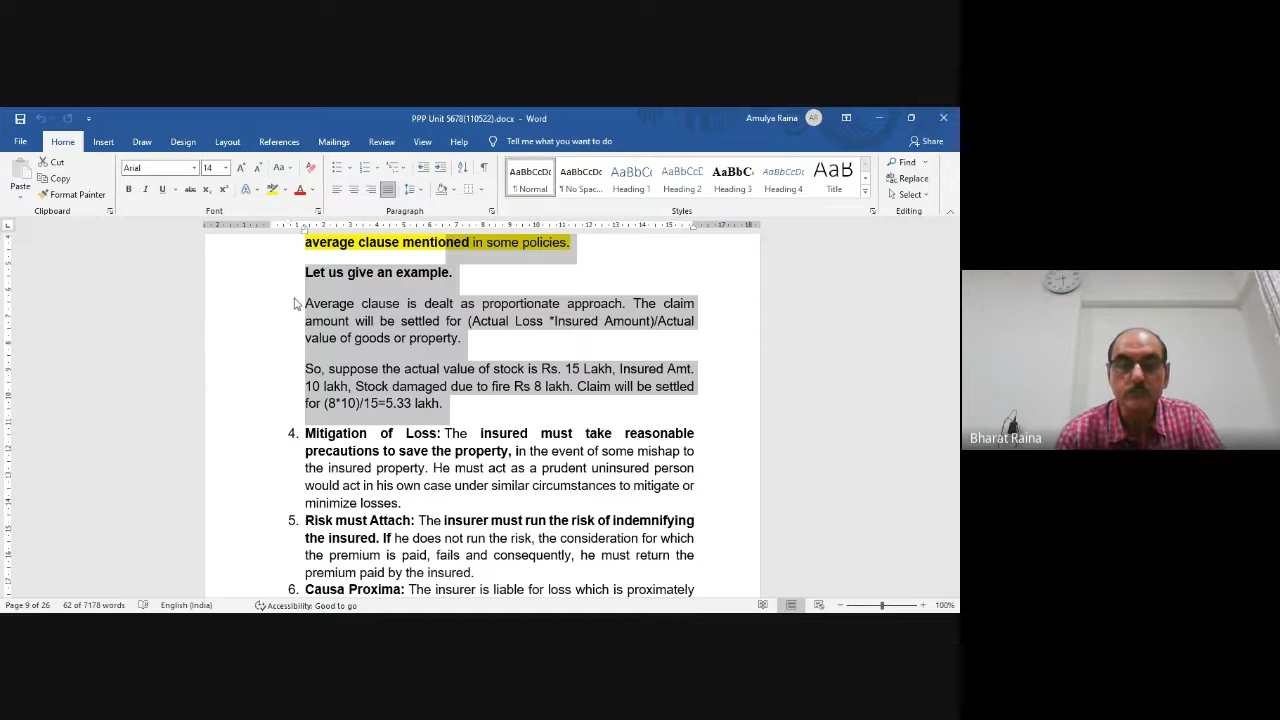 PPP Unit 5678(110522).docx - Word
Amulya Raina
AR
File Home Insert Draw Design Layout References Mailings Review View Help Tell me what you want to do Share
Paste
Cut
Copy
Format Painter
Clipboard
Arial 14
Font
Paragraph
AaBbCcDc AaBbCcDc AaBbCc AaBbCcD AaBbCc AaBbCcDc AaB
¶ Normal ¶ No Spac... Heading 1 Heading 2 Heading 3 Heading 4 Title
Styles
Find
Replace
Select
Editing
average clause mentioned in some policies.
Let us give an example.
Average clause is dealt as proportionate approach. The claim
amount will be settled for (Actual Loss *Insured Amount)/Actual
value of goods or property.
So, suppose the actual value of stock is Rs. 15 Lakh, Insured Amt.
10 lakh, Stock damaged due to fire Rs 8 lakh. Claim will be settled
for (8*10)/15=5.33 lakh.
4. Mitigation of Loss: The insured must take reasonable
precautions to save the property, in the event of some mishap to
the insured property. He must act as a prudent uninsured person
would act in his own case under similar circumstances to mitigate or
minimize losses.
5. Risk must Attach: The insurer must run the risk of indemnifying
the insured. If he does not run the risk, the consideration for which
the premium is paid, fails and consequently, he must return the
premium paid by the insured.
6. Causa Proxima: The insurer is liable for loss which is proximately
Page 9 of 26 62 of 7178 words English (India) Accessibility: Good to go 100%
Bharat Raina